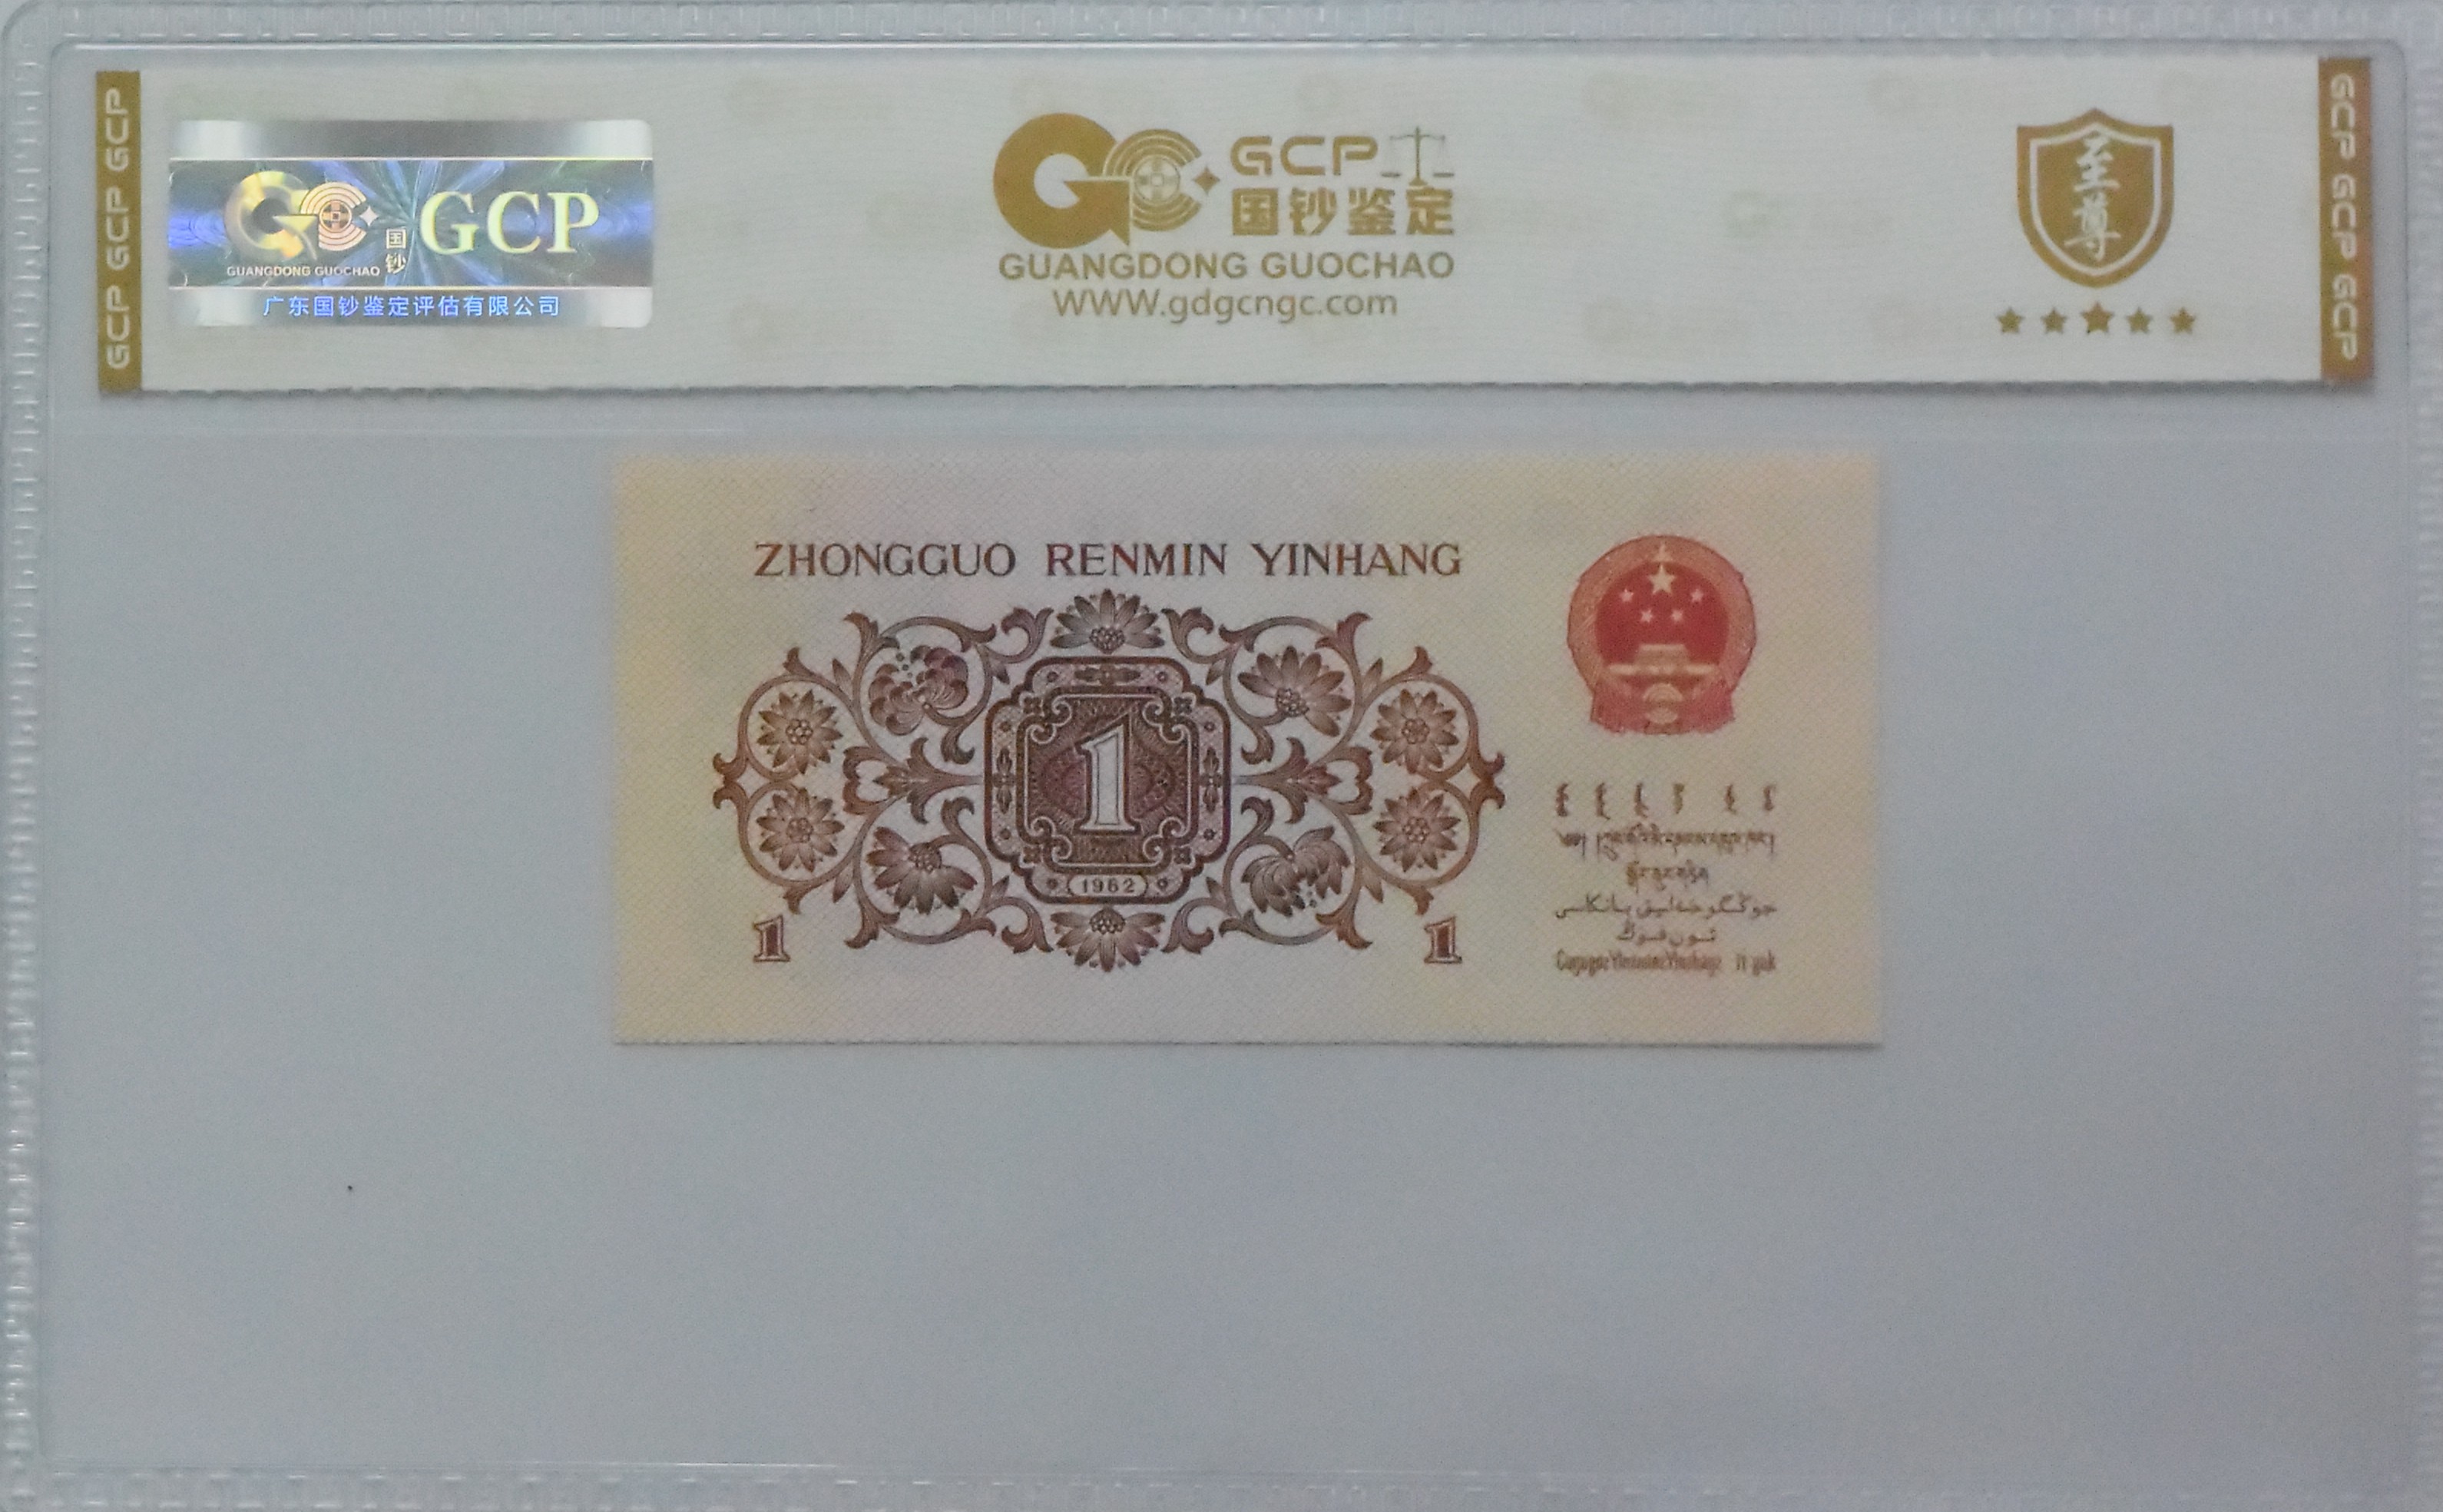 GCP GCP GCP
GUANGDONG GUOCHAO
国钞
GCP
广东国钞鉴定评估有限公司
GCP
国钞鉴定
GUANGDONG GUOCHAO
WWW.gdgcngc.com
至尊
GCP GCP GCP
ZHONGGUO RENMIN YINHANG
1
1962
1
1